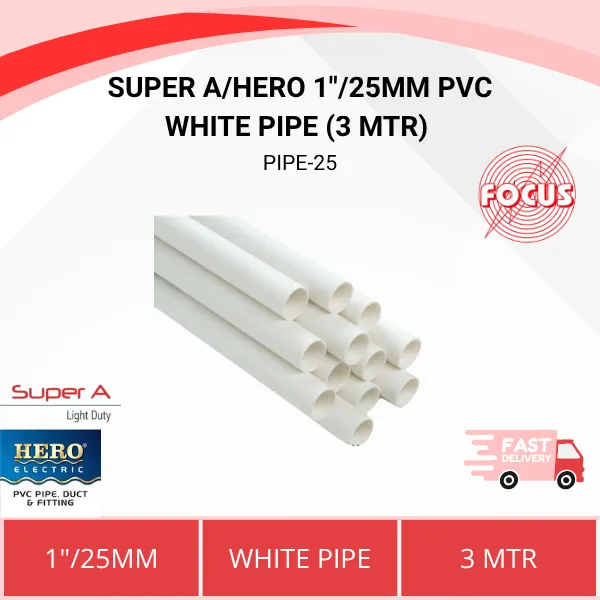 SUPER A/HERO 1"/25MM PVC
WHITE PIPE (3 MTR)
PIPE-25
FOCUS
Super A
Light Duty
HERO®
ELECTRIC
PVC PIPE, DUCT
& FITTING
FAST
DELIVERY
1"/25MM
WHITE PIPE
3 MTR